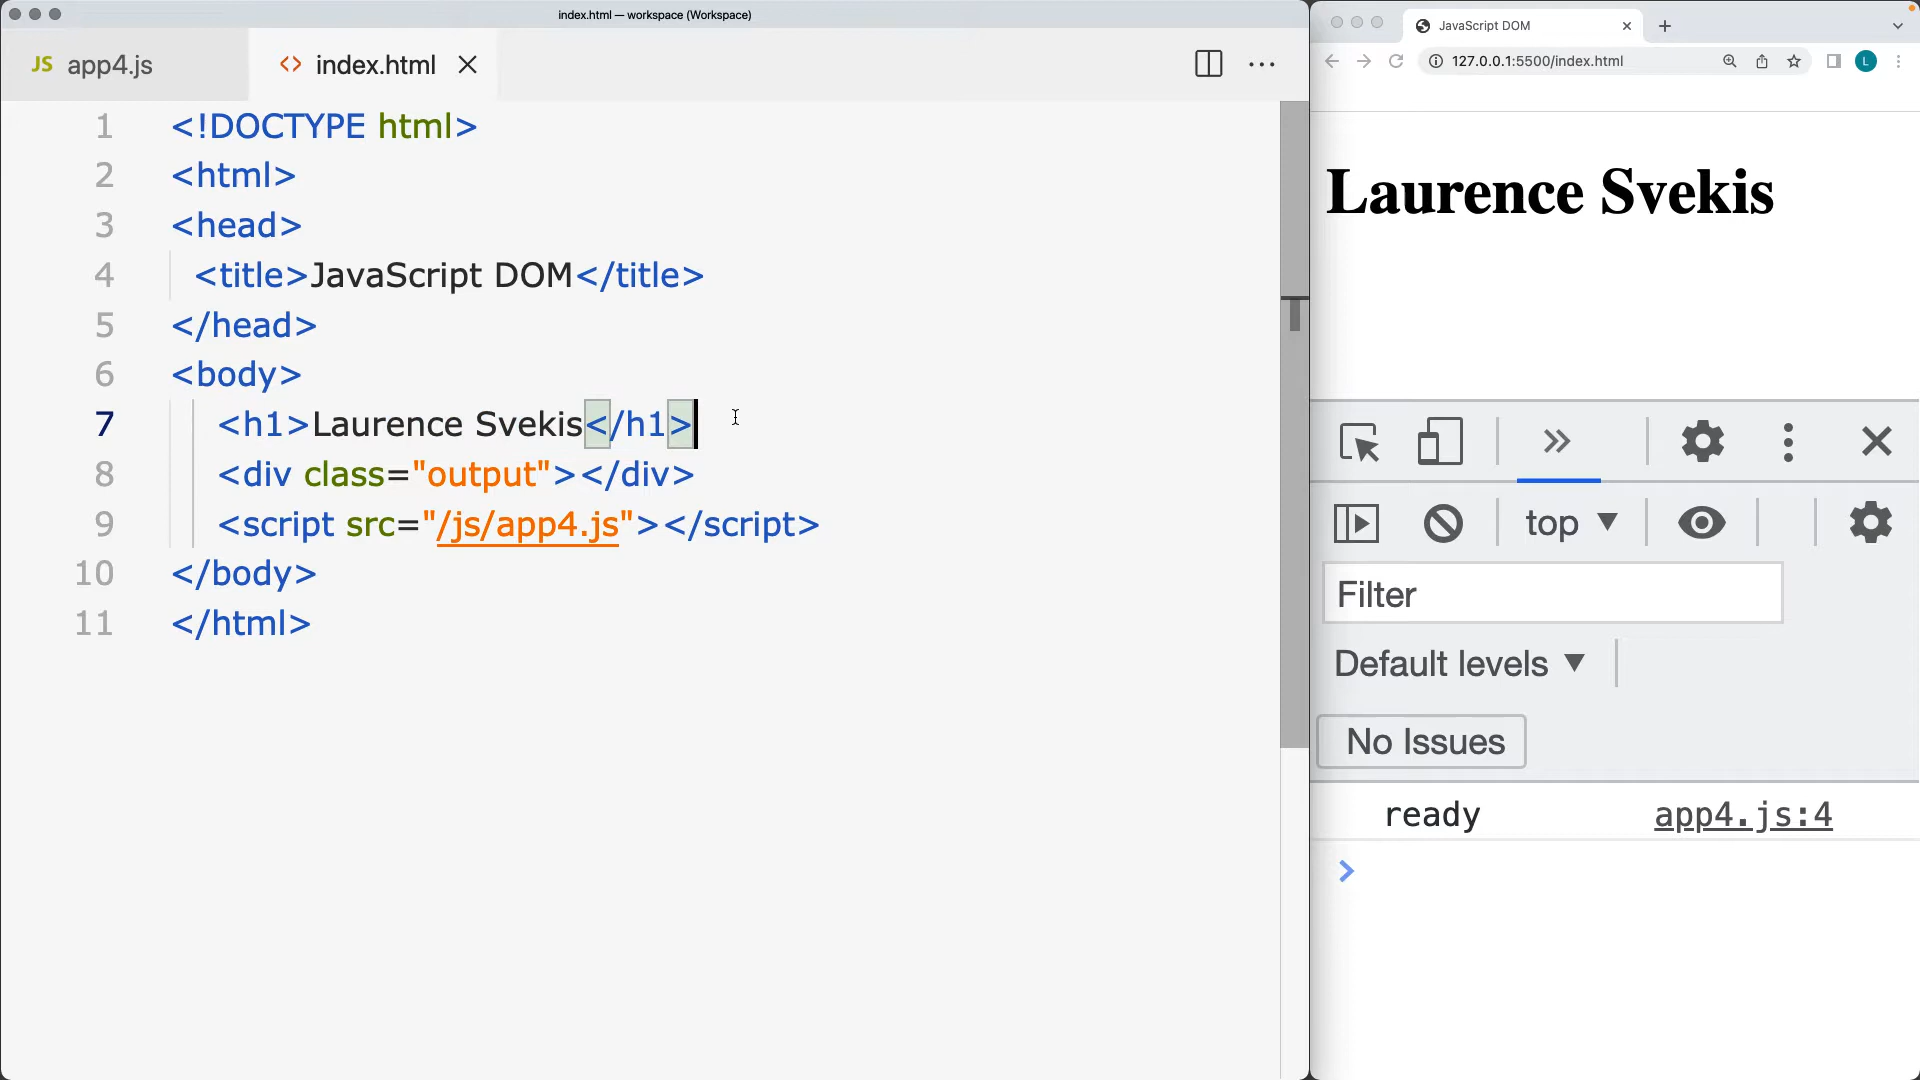 index.html — workspace (Workspace)
JS app4.js
<> index.html
1 <!DOCTYPE html>
2 <html>
3 <head>
4 <title>JavaScript DOM</title>
5 </head>
6 <body>
7 <h1>Laurence Svekis</h1>
8 <div class="output"></div>
9 <script src="/js/app4.js"></script>
10 </body>
11 </html>
JavaScript DOM
127.0.0.1:5500/index.html
L
Laurence Svekis
top
Filter
Default levels
No Issues
ready app4.js:4